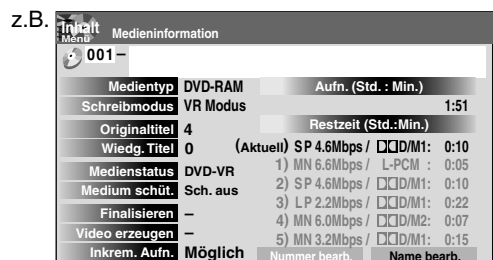 z.B.
Inhalt
Menü Medieninformation
001–
Medientyp DVD-RAM Aufn. (Std. : Min.)
Schreibmodus VR Modus 1:51
Originaltitel 4 Restzeit (Std.:Min.)
Wiedg. Titel 0 (Aktuell) SP 4.6Mbps / D/M1: 0:10
1) MN 6.6Mbps / L-PCM : 0:05
Medienstatus DVD-VR
2) SP 4.6Mbps / D/M1: 0:10
Medium schüt. Sch. aus
3) LP 2.2Mbps / D/M1: 0:22
Finalisieren –
4) MN 6.0Mbps / D/M2: 0:07
Video erzeugen –
5) MN 3.2Mbps / D/M1: 0:15
Inkrem. Aufn. Möglich Nummer bearb. Name bearb.